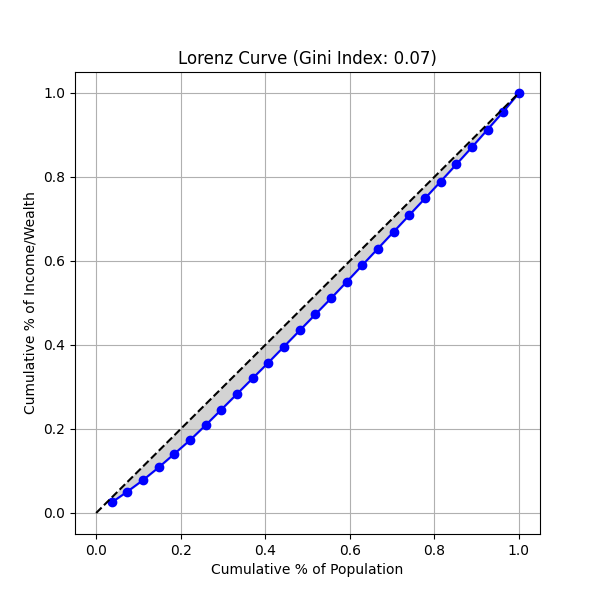 Lorenz Curve (Gini Index: 0.07)
1.0
0.8
0.6
0.4
0.2
0.0
Cumulative % of Income/Wealth
0.0 0.2 0.4 0.6 0.8 1.0
Cumulative % of Population